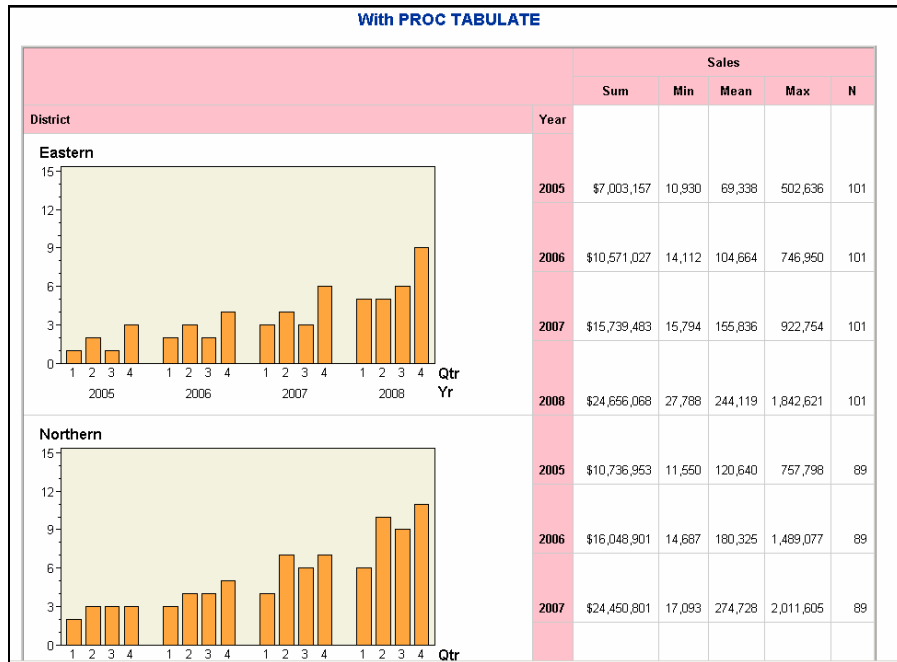 With PROC TABULATE
Sales
Sum Min Mean Max N
District Year
Eastern
15
12
9
6
3
0
1 2 3 4 1 2 3 4 1 2 3 4 1 2 3 4 Qtr
2005 2006 2007 2008 Yr
2005 $7,003,157 10,930 69,338 502,636 101
2006 $10,571,027 14,112 104,664 746,950 101
2007 $15,739,483 15,794 155,836 922,754 101
2008 $24,656,068 27,788 244,119 1,842,621 101
Northern
15
12
9
6
3
0
1 2 3 4 1 2 3 4 1 2 3 4 1 2 3 4 Qtr
2005 $10,736,953 11,550 120,640 757,798 89
2006 $16,048,901 14,687 180,325 1,489,077 89
2007 $24,450,801 17,093 274,728 2,011,605 89